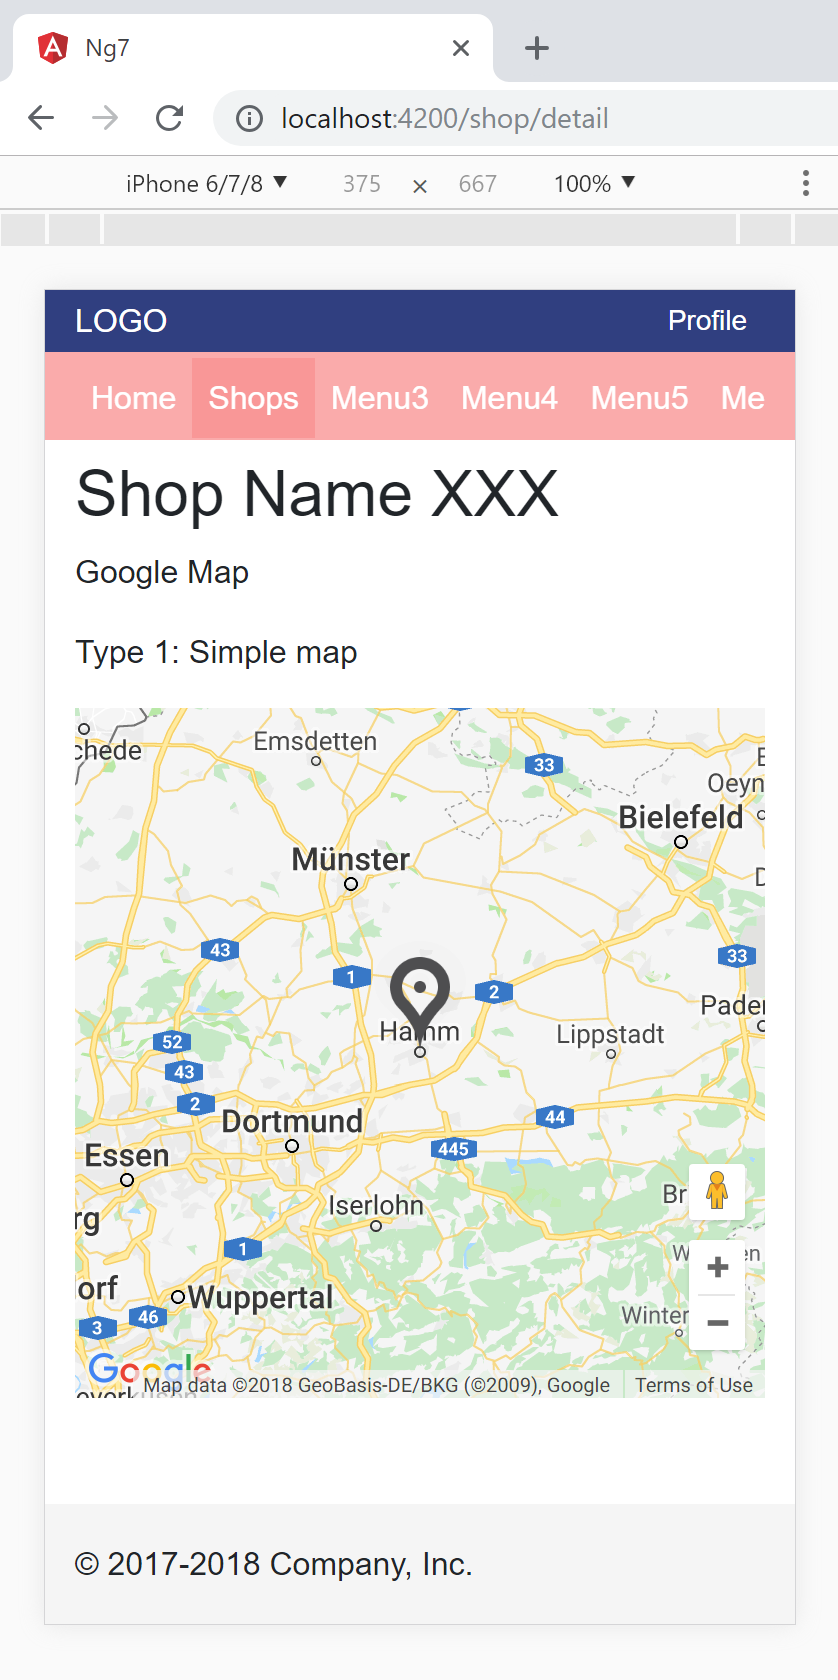 Ng7
localhost:4200/shop/detail
iPhone 6/7/8 ▼ 375 × 667 100% ▼
LOGO Profile
Home Shops Menu3 Menu4 Menu5 Me
Shop Name XXX
Google Map
Type 1: Simple map
Emsdetten
chede
33
Oeyn
Bielefeld
Münster
43
1
33
2
Pader
Hamm
Lippstadt
52
43
2
44
Dortmund
445
Essen
Br
Iserlohn
rg
1
W en
orf
Wuppertal
46
Winter
3
Google
Map data ©2018 GeoBasis-DE/BKG (©2009), Google Terms of Use
© 2017-2018 Company, Inc.